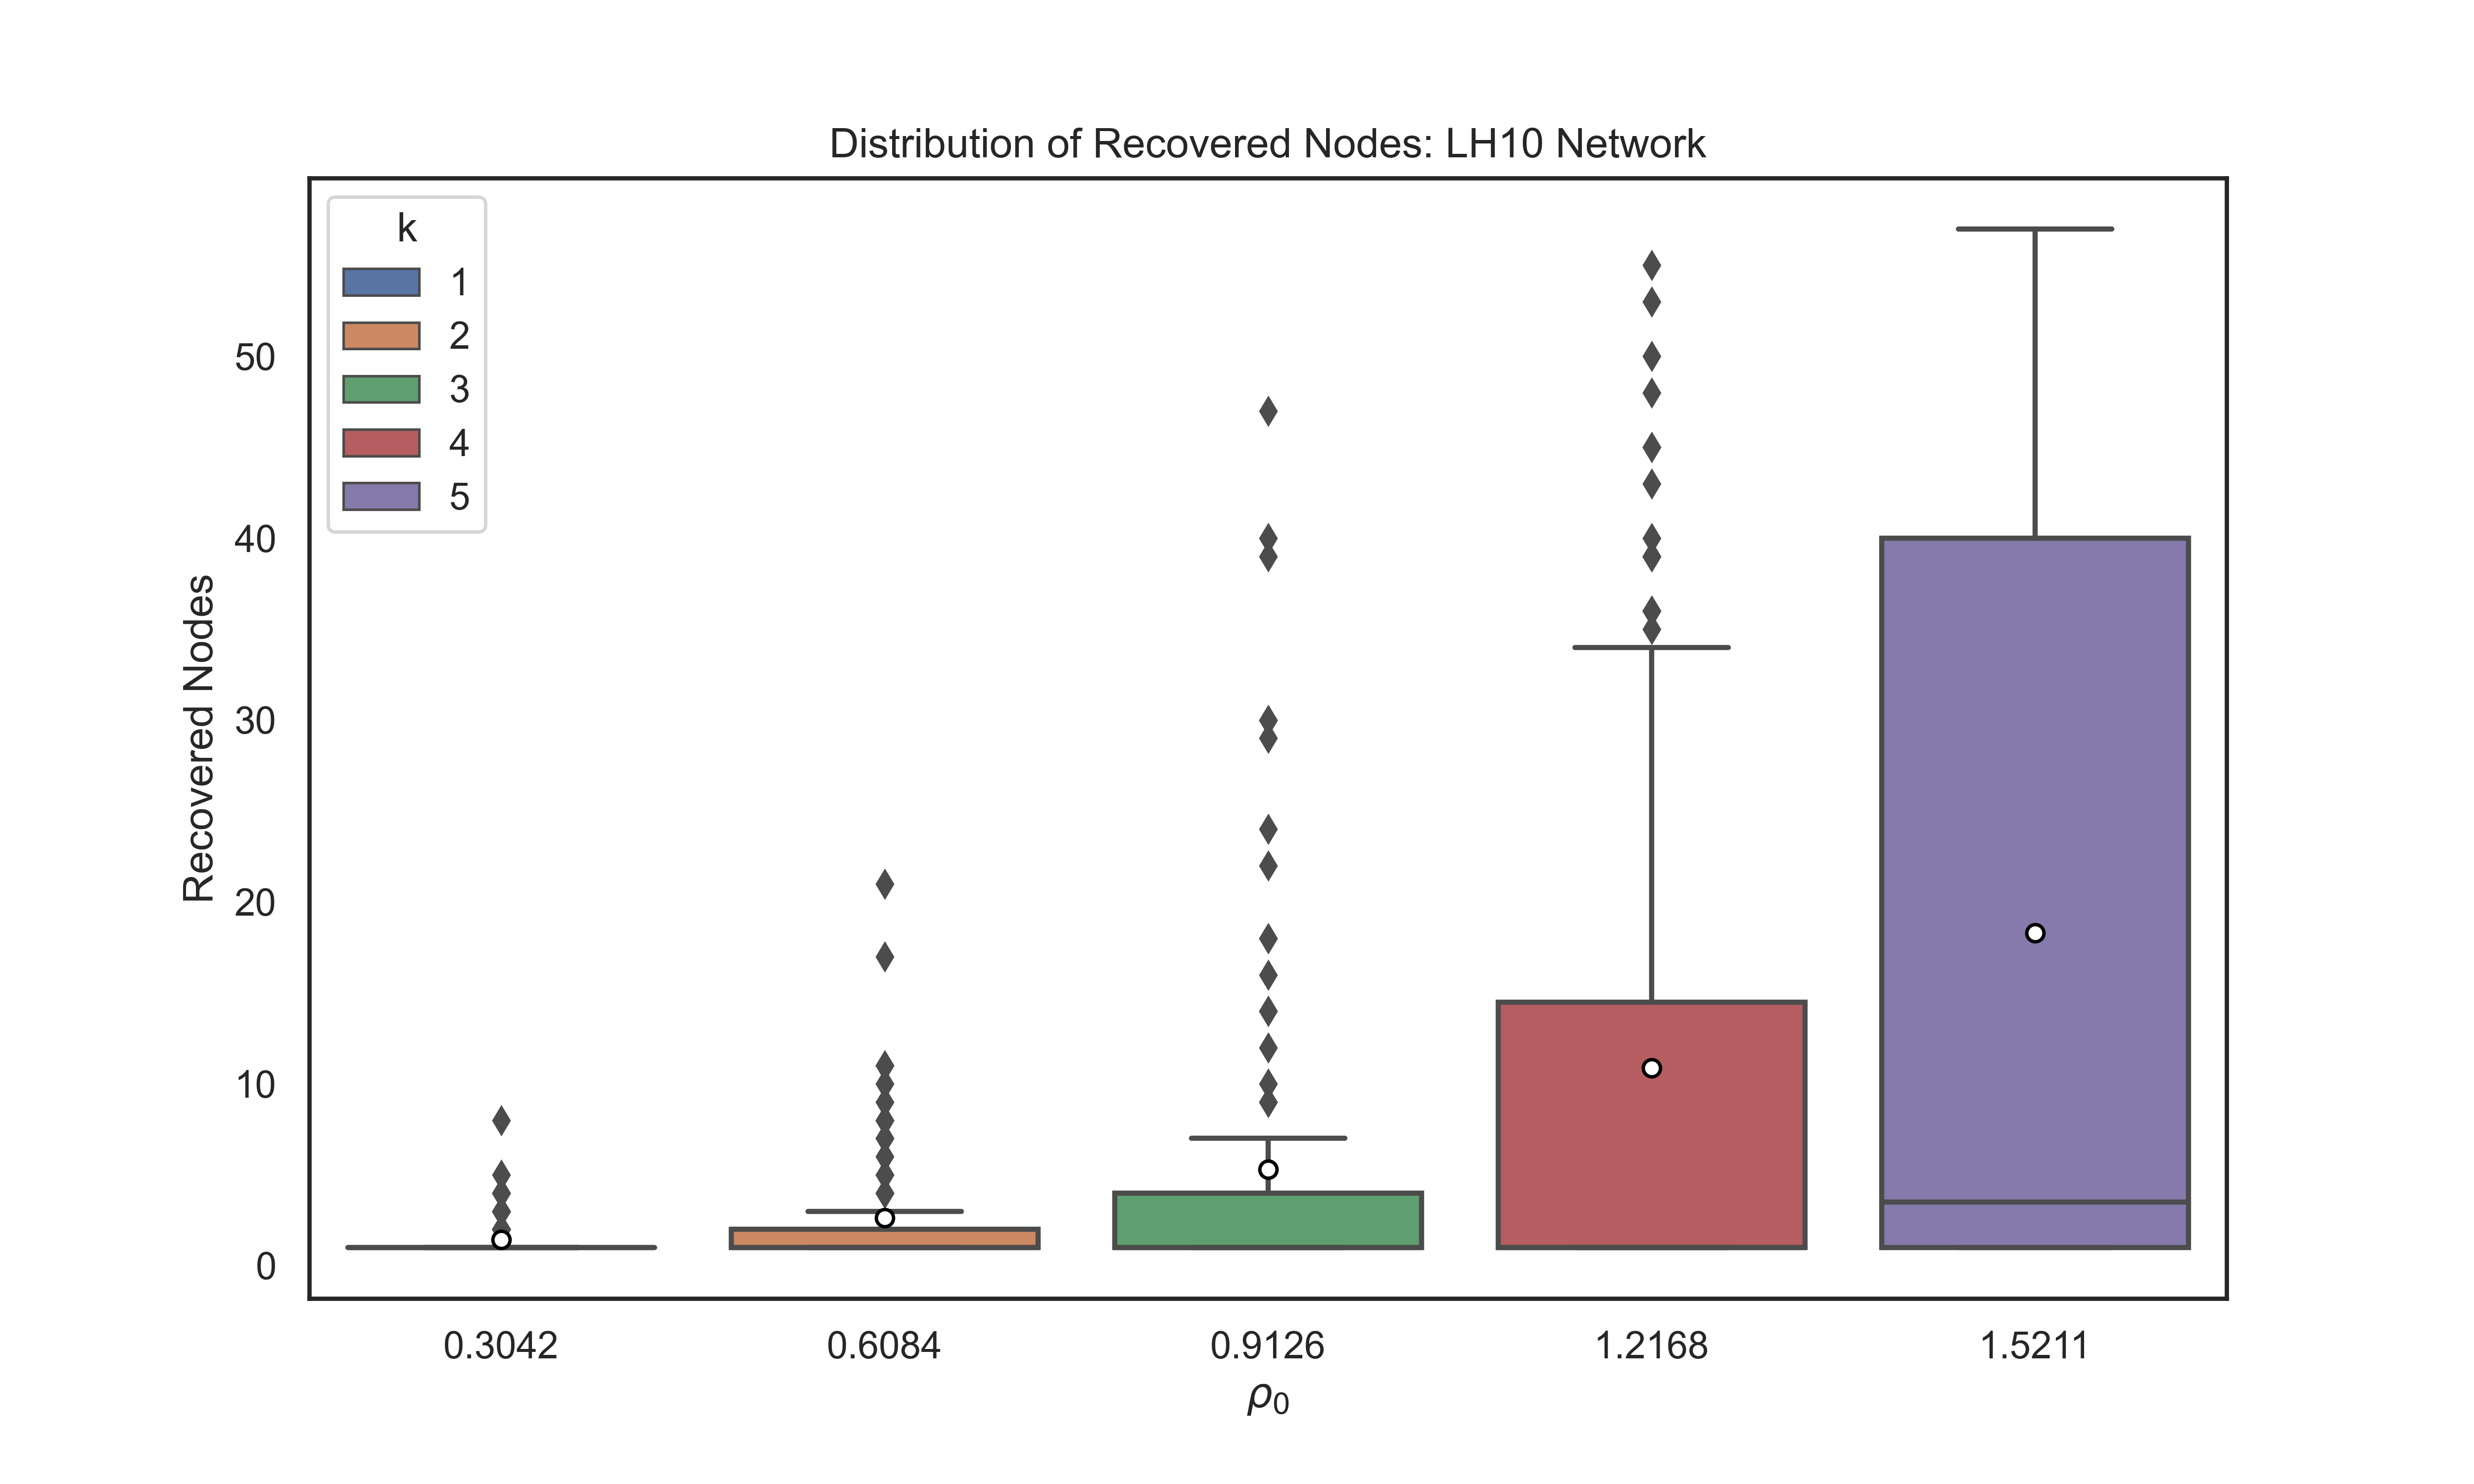 Distribution of Recovered Nodes: LH10 Network
k
1
2
3
4
5
Recovered Nodes
50
40
30
20
10
0
0.3042 0.6084 0.9126 1.2168 1.5211
ρ0